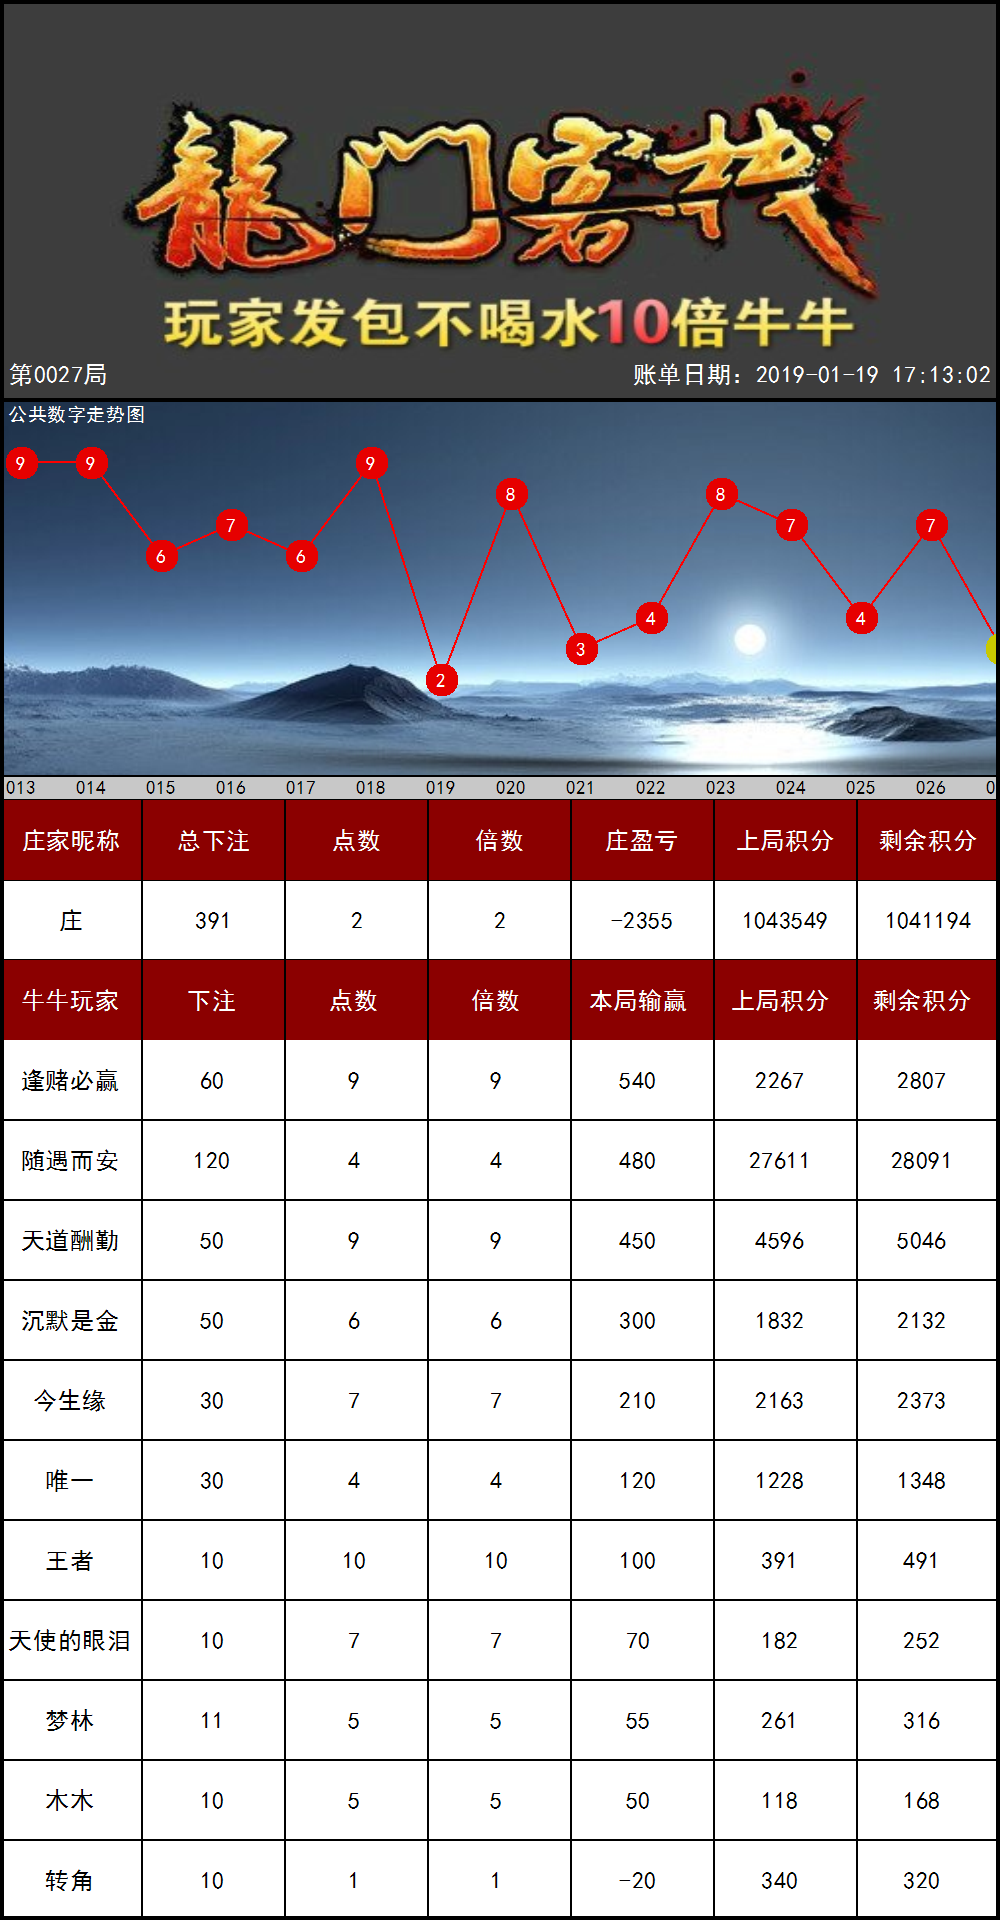 龍门客栈
玩家发包不喝水10倍牛牛
第0027局 账单日期：2019-01-19 17:13:02
公共数字走势图
9 9 6 7 6 9 2 8 3 4 8 7 4 7
013 014 015 016 017 018 019 020 021 022 023 024 025 026 0
庄家昵称 总下注 点数 倍数 庄盈亏 上局积分 剩余积分
庄 391 2 2 -2355 1043549 1041194
牛牛玩家 下注 点数 倍数 本局输赢 上局积分 剩余积分
逢赌必赢 60 9 9 540 2267 2807
随遇而安 120 4 4 480 27611 28091
天道酬勤 50 9 9 450 4596 5046
沉默是金 50 6 6 300 1832 2132
今生缘 30 7 7 210 2163 2373
唯一 30 4 4 120 1228 1348
王者 10 10 10 100 391 491
天使的眼泪 10 7 7 70 182 252
梦林 11 5 5 55 261 316
木木 10 5 5 50 118 168
转角 10 1 1 -20 340 320